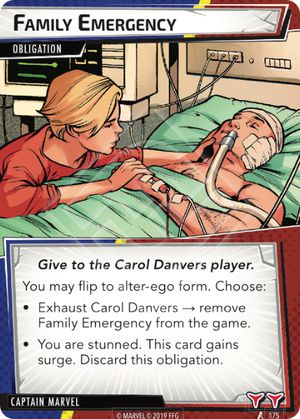 FAMILY EMERGENCY
OBLIGATION
Give to the Carol Danvers player.
You may flip to alter-ego form. Choose:
• Exhaust Carol Danvers → remove
Family Emergency from the game.
• You are stunned. This card gains
surge. Discard this obligation.
CAPTAIN MARVEL
© MARVEL © 2019 FFG
175